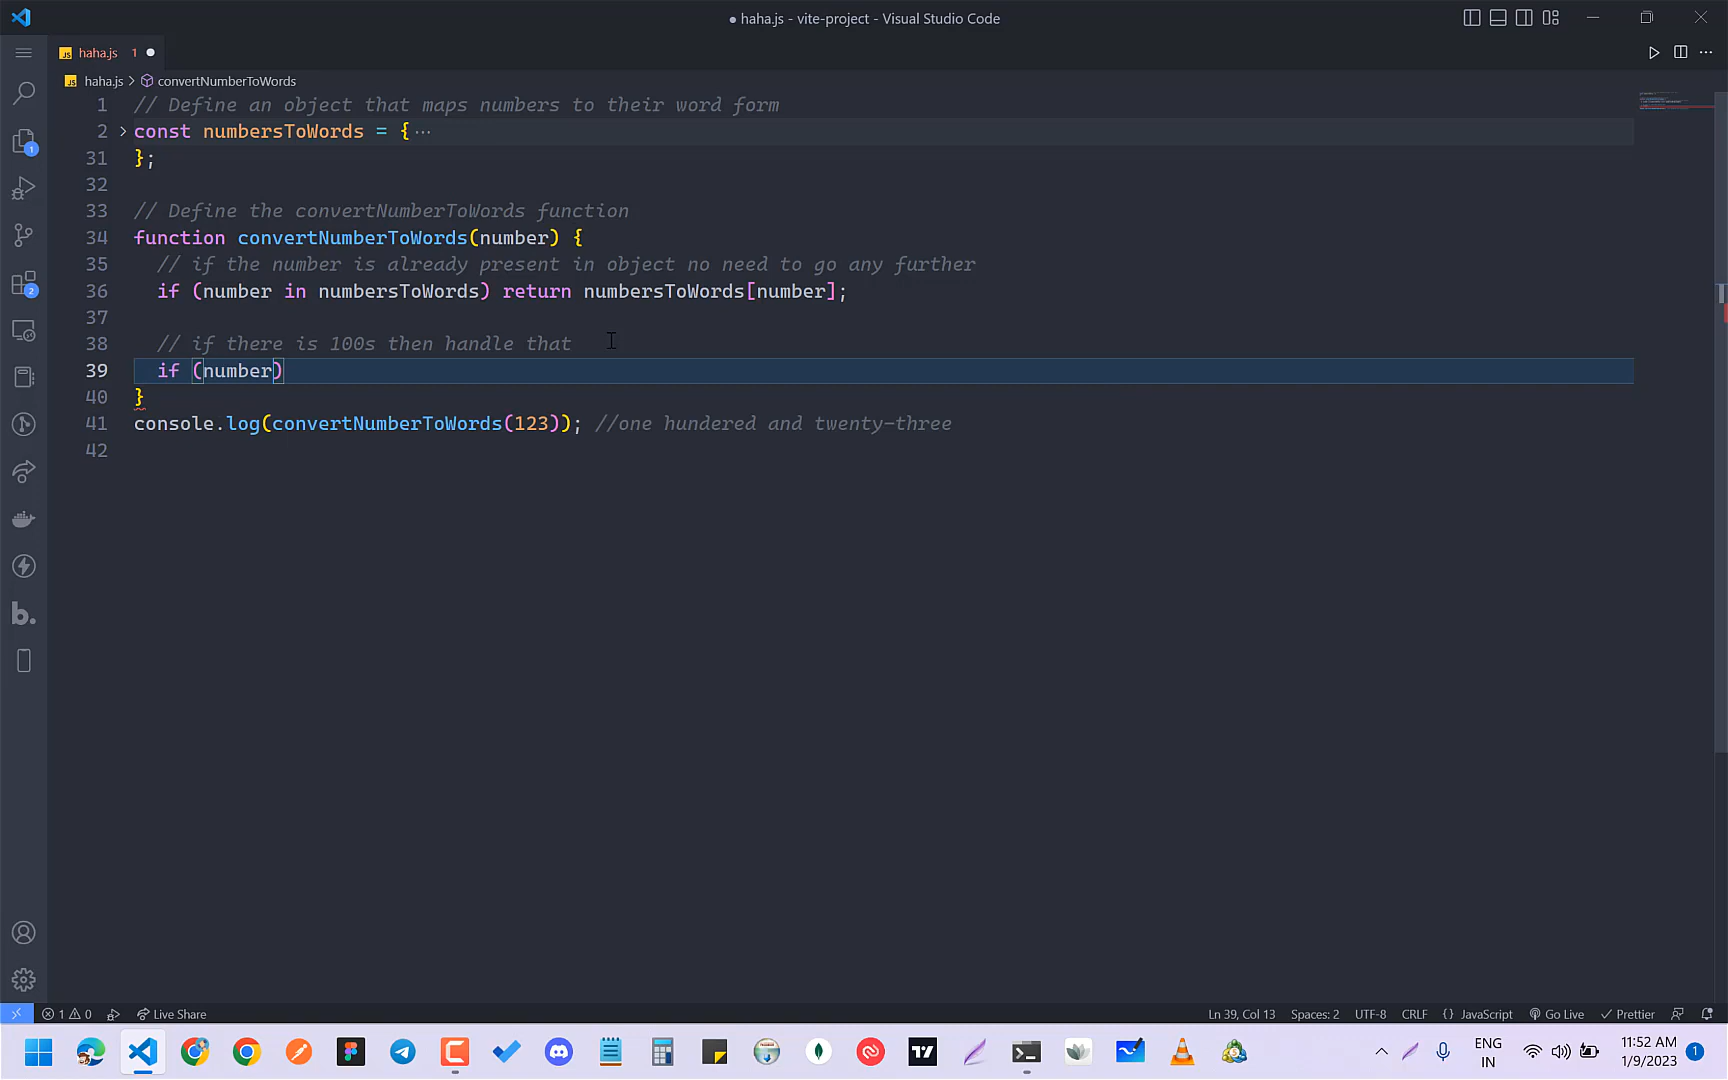 ● haha.js - vite-project - Visual Studio Code
JS haha.js 1 ●
JS haha.js > convertNumberToWords
1 // Define an object that maps numbers to their word form
2 > const numbersToWords = { ···
31 };
32
33 // Define the convertNumberToWords function
34 function convertNumberToWords(number) {
35 // if the number is already present in object no need to go any further
36 if (number in numbersToWords) return numbersToWords[number];
37
38 // if there is 100s then handle that
39 if (number)
40 }
41 console.log(convertNumberToWords(123)); //one hundered and twenty-three
42
1
2
b.
1 0 Live Share Ln 39, Col 13 Spaces: 2 UTF-8 CRLF {} JavaScript Go Live Prettier
ENG
IN
11:52 AM
1/9/2023
1